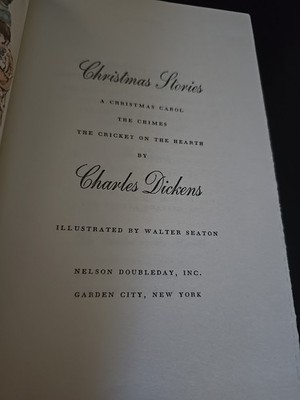 Christmas Stories
A CHRISTMAS CAROL
THE CHIMES
THE CRICKET ON THE HEARTH
BY
Charles Dickens
ILLUSTRATED BY WALTER SEATON
NELSON DOUBLEDAY, INC.
GARDEN CITY, NEW YORK